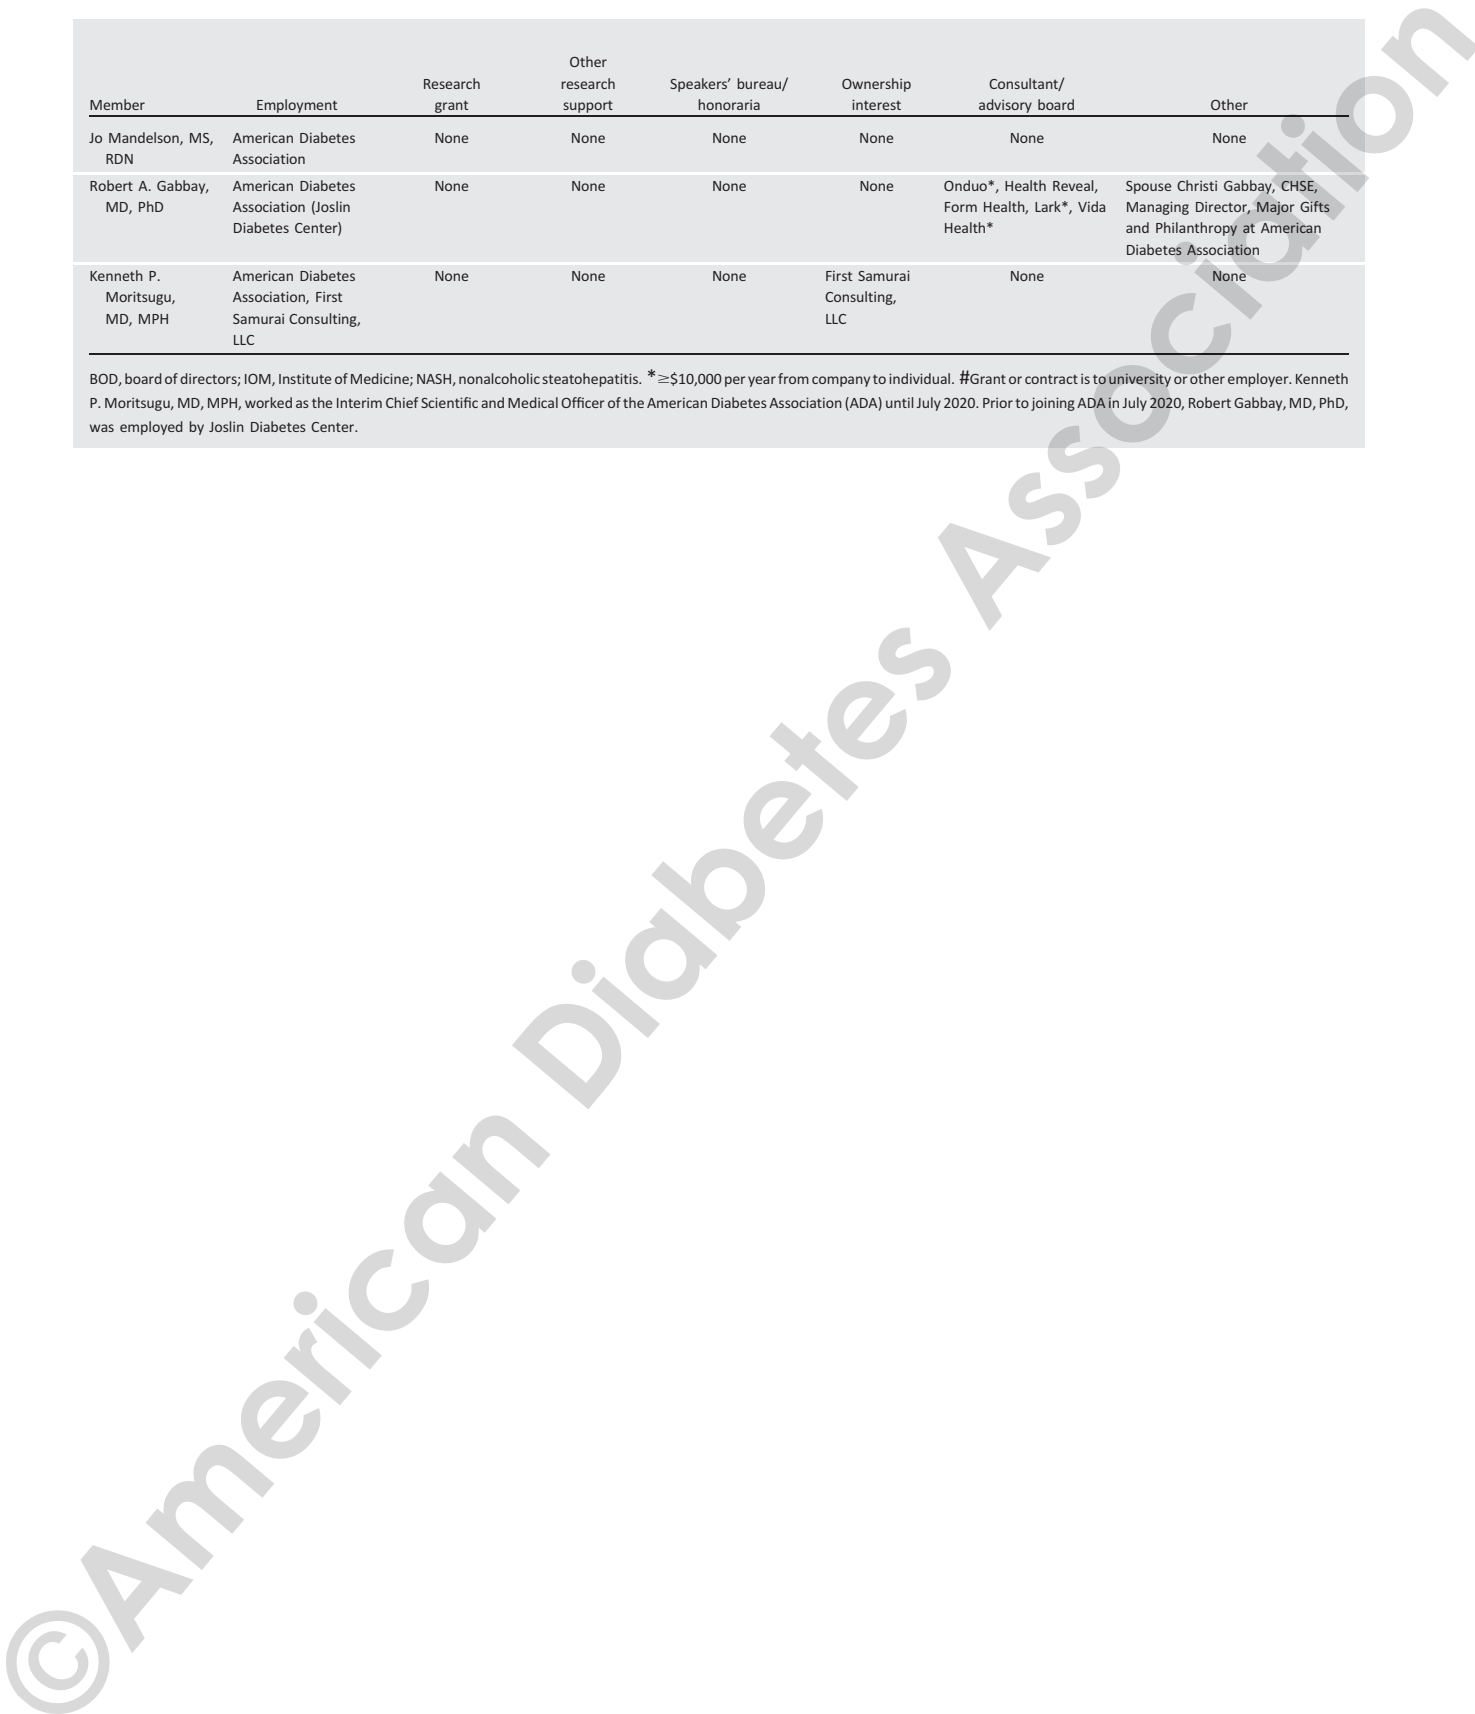 Member Employment Research grant Other research support Speakers’ bureau/ honoraria Ownership interest Consultant/ advisory board Other
Jo Mandelson, MS, RDN American Diabetes Association None None None None None None
Robert A. Gabbay, MD, PhD American Diabetes Association (Joslin Diabetes Center) None None None None Onduo*, Health Reveal, Form Health, Lark*, Vida Health* Spouse Christi Gabbay, CHSE, Managing Director, Major Gifts and Philanthropy at American Diabetes Association
Kenneth P. Moritsugu, MD, MPH American Diabetes Association, First Samurai Consulting, LLC None None None First Samurai Consulting, LLC None None
BOD, board of directors; IOM, Institute of Medicine; NASH, nonalcoholic steatohepatitis. *≥$10,000 per year from company to individual. #Grant or contract is to university or other employer. Kenneth
P. Moritsugu, MD, MPH, worked as the Interim Chief Scientific and Medical Officer of the American Diabetes Association (ADA) until July 2020. Prior to joining ADA in July 2020, Robert Gabbay, MD, PhD,
was employed by Joslin Diabetes Center.
©American Diabetes Association